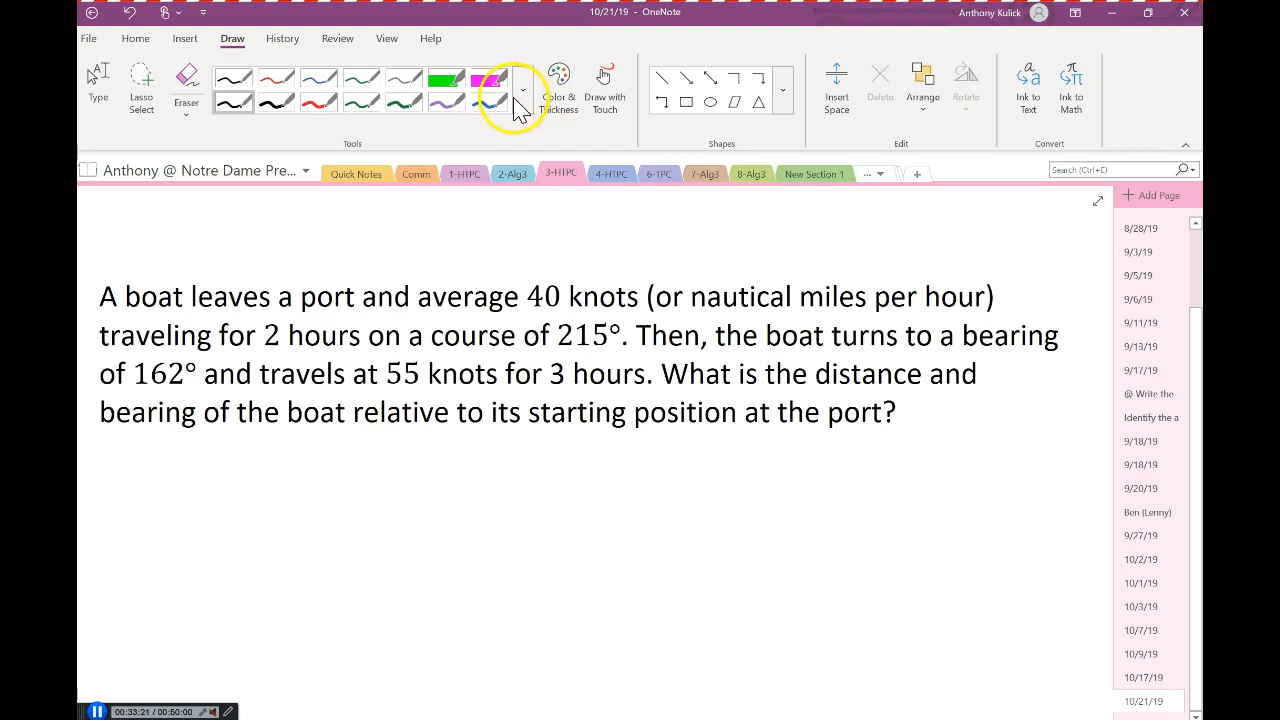 10/21/19 - OneNote
Anthony Kulick
File Home Insert Draw History Review View Help
Type
Lasso Select
Eraser
Color & Thickness
Draw with Touch
Insert Space
Delete
Arrange
Rotate
Ink to Text
Ink to Math
Tools Shapes Edit Convert
Anthony @ Notre Dame Pre... Quick Notes Comm 1-HTPC 2-Alg3 3-HTPC 4-HTPC 6-TPC 7-Alg3 8-Alg3 New Section 1 ... +
Search (Ctrl+E)
+ Add Page
A boat leaves a port and average 40 knots (or nautical miles per hour)
traveling for 2 hours on a course of 215°. Then, the boat turns to a bearing
of 162° and travels at 55 knots for 3 hours. What is the distance and
bearing of the boat relative to its starting position at the port?
8/28/19
9/3/19
9/5/19
9/6/19
9/11/19
9/13/19
9/17/19
@ Write the
Identify the a
9/18/19
9/18/19
9/20/19
Ben (Lenny)
9/27/19
10/2/19
10/1/19
10/3/19
10/7/19
10/9/19
10/17/19
10/21/19
00:33:21 / 00:50:00